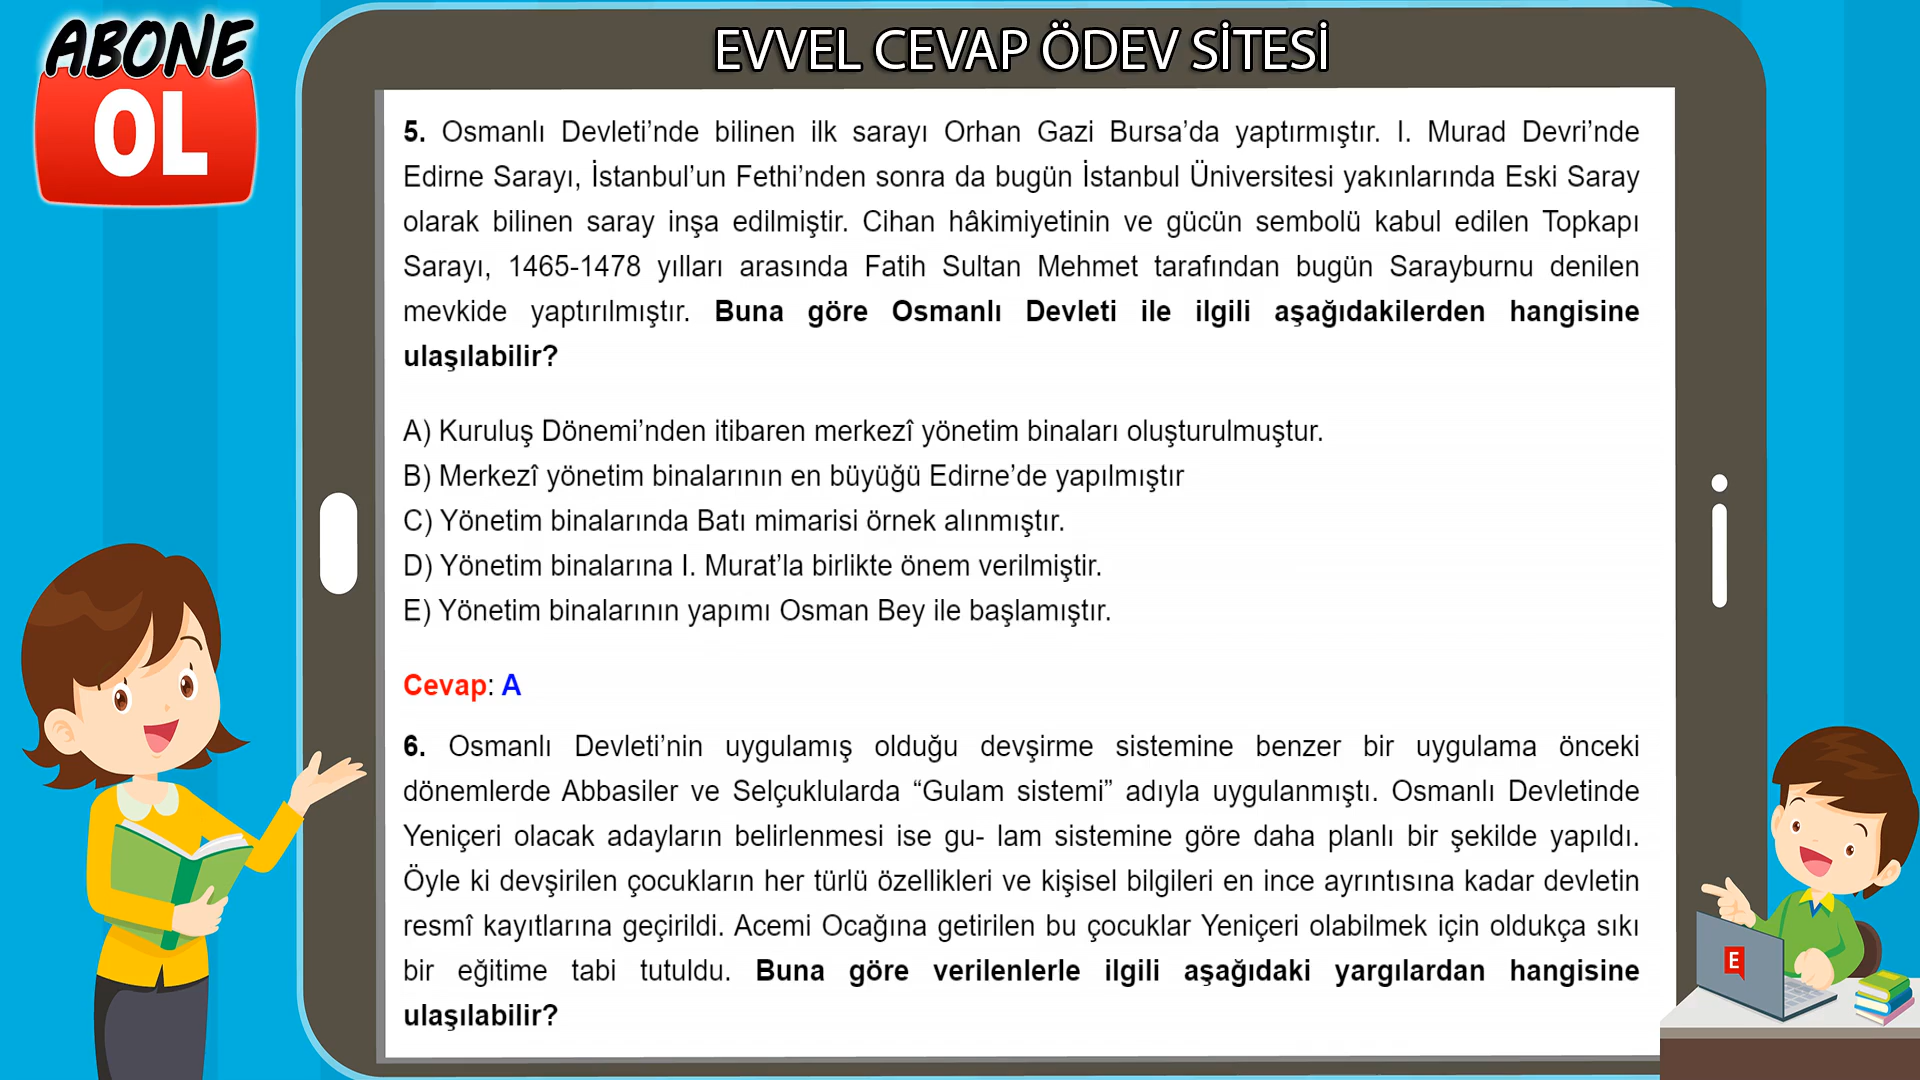 ABONE
OL
EVVEL CEVAP ÖDEV SİTESİ
5. Osmanlı Devleti’nde bilinen ilk sarayı Orhan Gazi Bursa’da yaptırmıştır. I. Murad Devri’nde
Edirne Sarayı, İstanbul’un Fethi’nden sonra da bugün İstanbul Üniversitesi yakınlarında Eski Saray
olarak bilinen saray inşa edilmiştir. Cihan hâkimiyetinin ve gücün sembolü kabul edilen Topkapı
Sarayı, 1465-1478 yılları arasında Fatih Sultan Mehmet tarafından bugün Sarayburnu denilen
mevkide yaptırılmıştır. Buna göre Osmanlı Devleti ile ilgili aşağıdakilerden hangisine
ulaşılabilir?
A) Kuruluş Dönemi’nden itibaren merkezî yönetim binaları oluşturulmuştur.
B) Merkezî yönetim binalarının en büyüğü Edirne’de yapılmıştır
C) Yönetim binalarında Batı mimarisi örnek alınmıştır.
D) Yönetim binalarına I. Murat’la birlikte önem verilmiştir.
E) Yönetim binalarının yapımı Osman Bey ile başlamıştır.
Cevap: A
6. Osmanlı Devleti’nin uygulamış olduğu devşirme sistemine benzer bir uygulama önceki
dönemlerde Abbasiler ve Selçuklularda “Gulam sistemi” adıyla uygulanmıştı. Osmanlı Devletinde
Yeniçeri olacak adayların belirlenmesi ise gu- lam sistemine göre daha planlı bir şekilde yapıldı.
Öyle ki devşirilen çocukların her türlü özellikleri ve kişisel bilgileri en ince ayrıntısına kadar devletin
resmî kayıtlarına geçirildi. Acemi Ocağına getirilen bu çocuklar Yeniçeri olabilmek için oldukça sıkı
bir eğitime tabi tutuldu. Buna göre verilenlerle ilgili aşağıdaki yargılardan hangisine
ulaşılabilir?
E